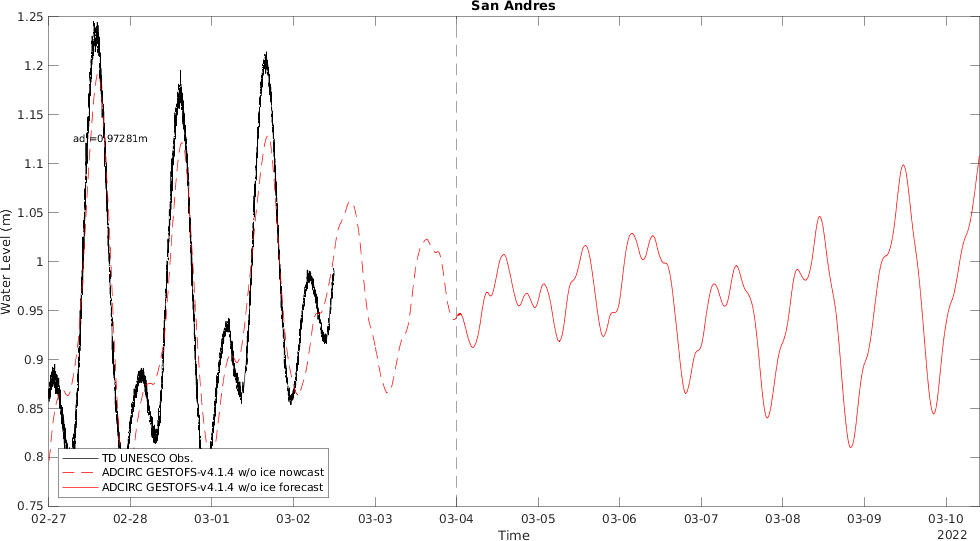 San Andres
1.25
1.2
1.15
1.1
1.05
1
0.95
0.9
0.85
0.8
0.75
Water Level (m)
adj=0.97281m
TD UNESCO Obs.
ADCIRC GESTOFS-v4.1.4 w/o ice nowcast
ADCIRC GESTOFS-v4.1.4 w/o ice forecast
02-27 02-28 03-01 03-02 03-03 03-04 03-05 03-06 03-07 03-08 03-09 03-10
Time
2022